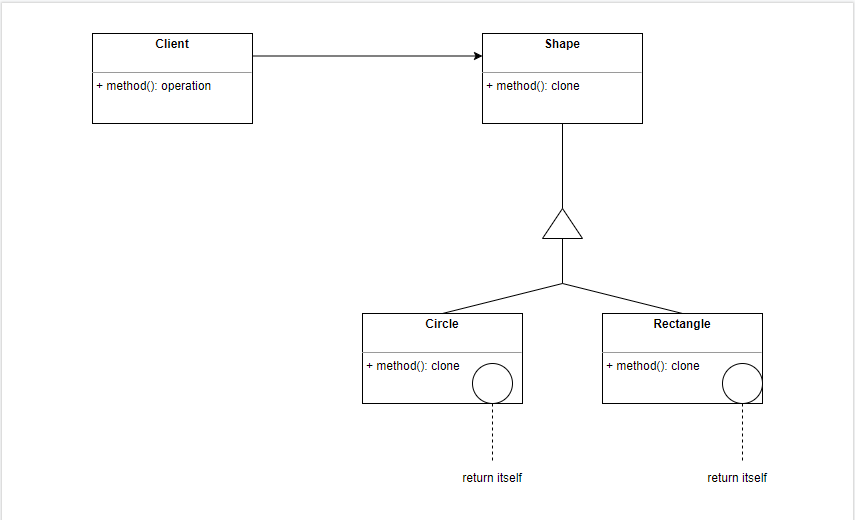 Client
+ method(): operation
Shape
+ method(): clone
Circle
+ method(): clone
return itself
Rectangle
+ method(): clone
return itself